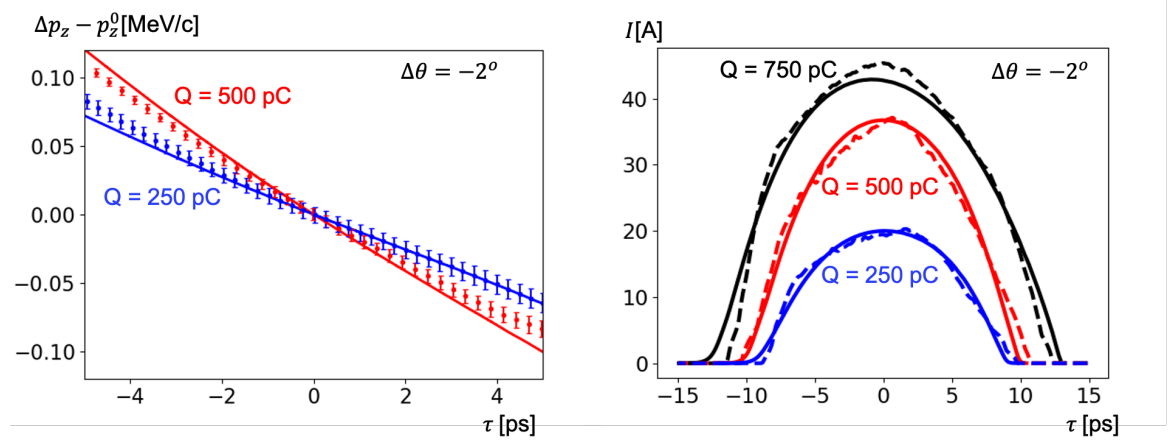 Δp_z − p_z^0[MeV/c]
0.10
0.05
0.00
−0.05
−0.10
−4
−2
0
2
4
τ [ps]
Δθ = −2^o
Q = 500 pC
Q = 250 pC
I[A]
40
30
20
10
0
−15
−10
−5
0
5
10
15
τ [ps]
Q = 750 pC
Δθ = −2^o
Q = 500 pC
Q = 250 pC